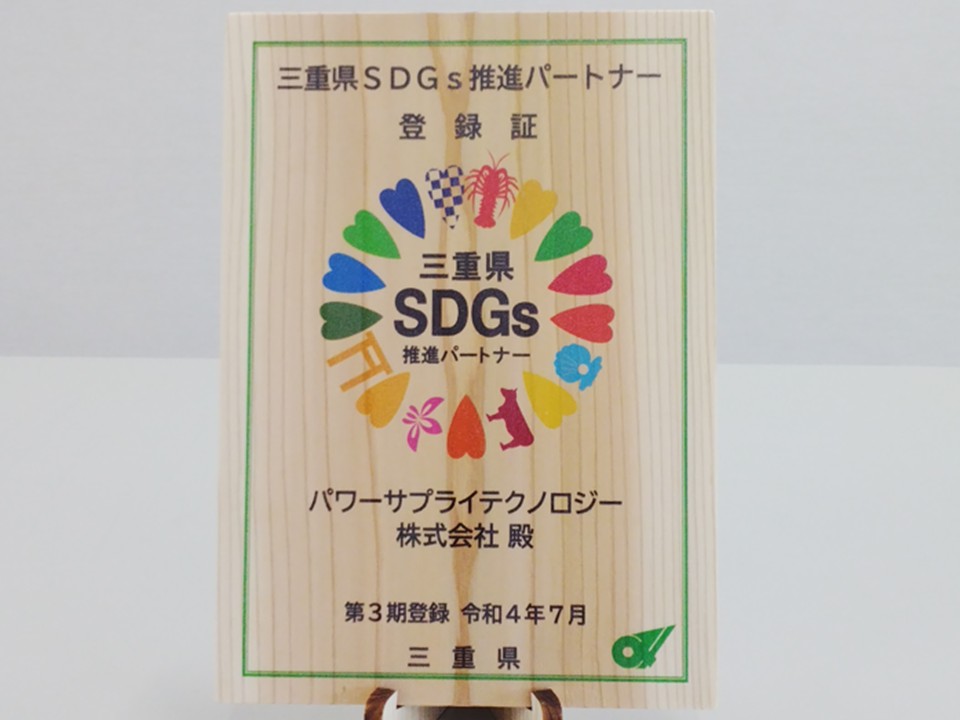 三重県ＳＤＧｓ推進パートナー
登 録 証
三重県
SDGs
推進パートナー
パワーサプライテクノロジー
株式会社 殿
第３期登録 令和４年７月
三 重 県